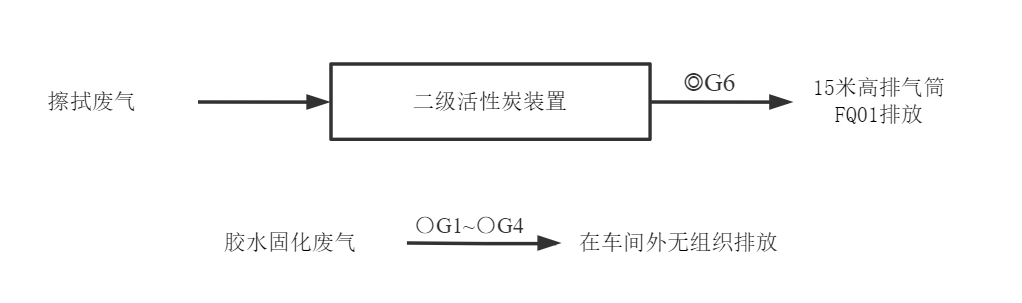 擦拭废气
二级活性炭装置
◎G6
15米高排气筒
FQ01排放
胶水固化废气
〇G1~〇G4
在车间外无组织排放